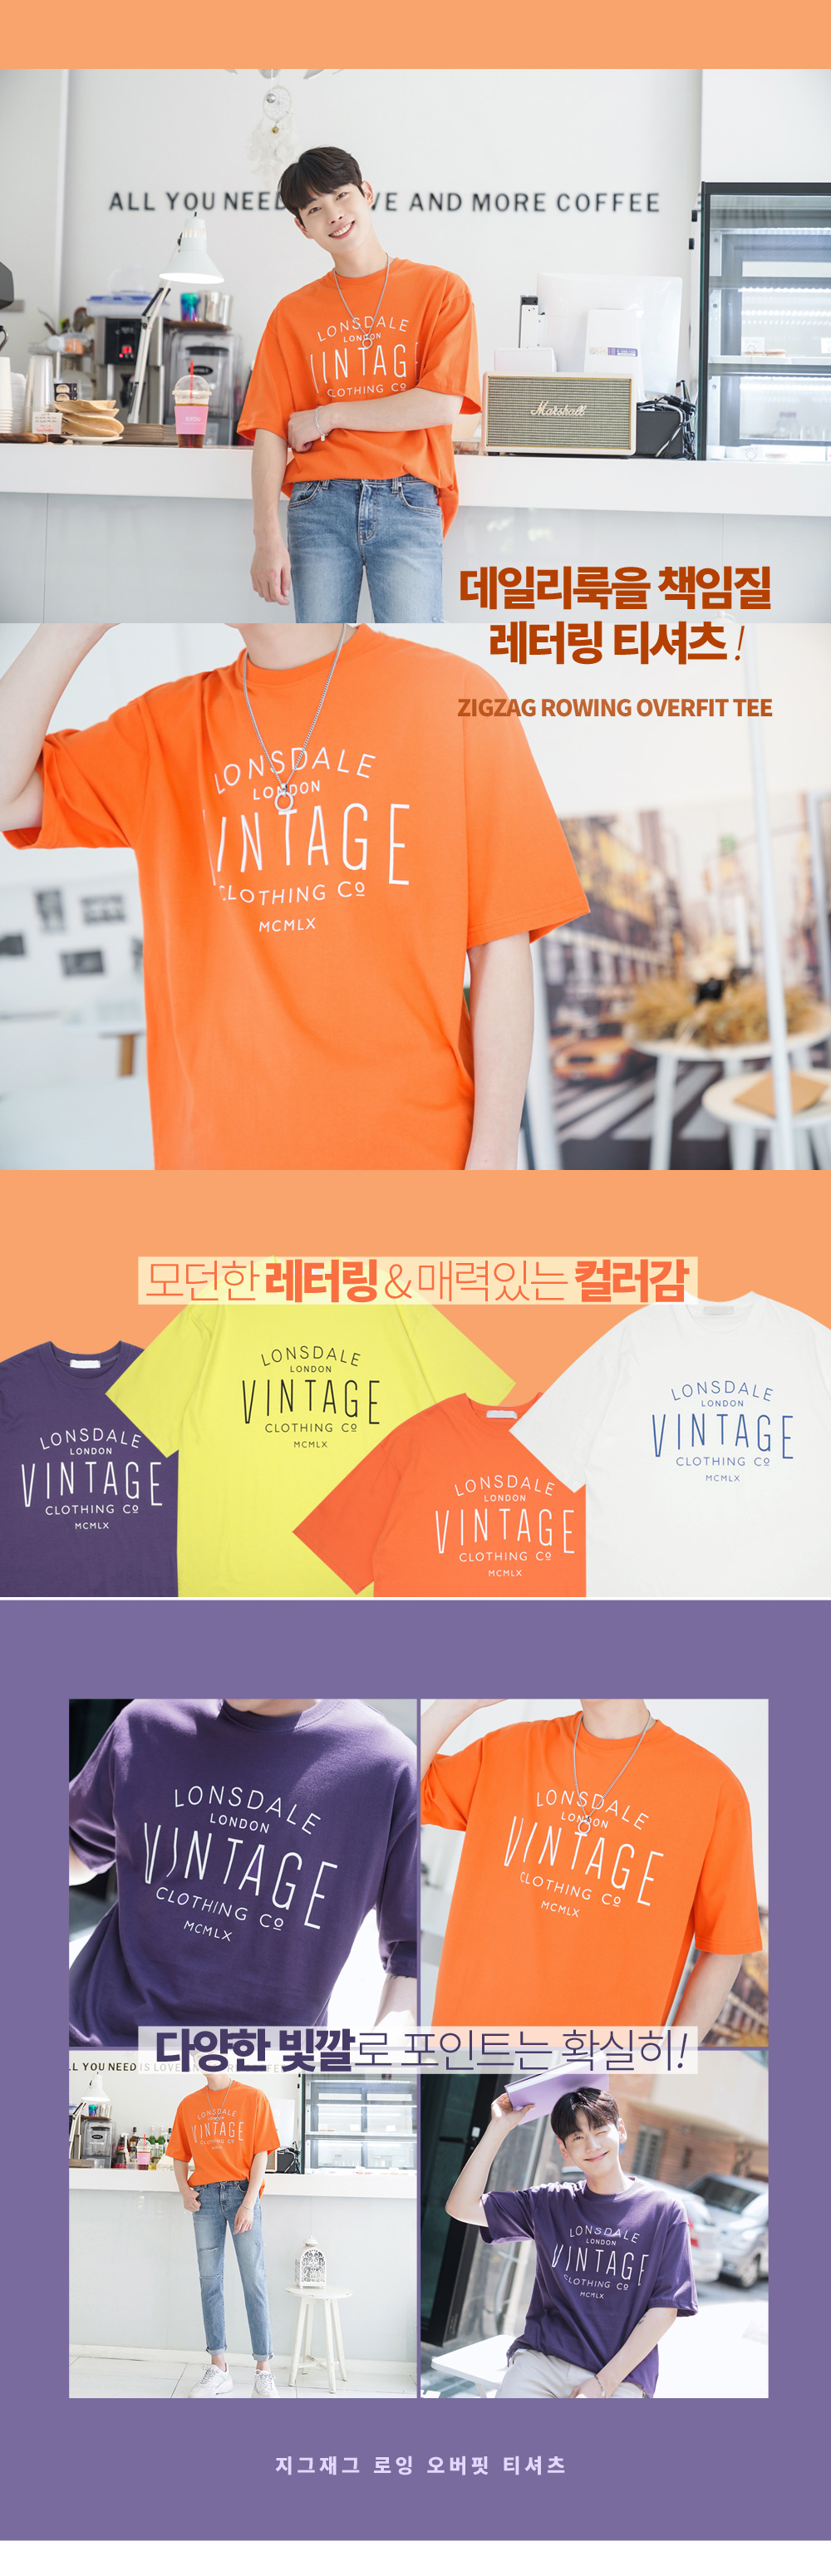 ALL YOU NEED VE AND MORE COFFEE
LONSDALE
LONDON
VINTAGE
CLOTHING Cº
Marshall
데일리룩을 책임질
레터링 티셔츠!
ZIGZAG ROWING OVERFIT TEE
LONSDALE
LONDON
VINTAGE
CLOTHING Cº
MCMLX
모던한 레터링 & 매력있는 컬러감
LONSDALE
LONDON
VINTAGE
CLOTHING Cº
MCMLX
LONSDALE
LONDON
VINTAGE
CLOTHING Cº
MCMLX
LONSDALE
LONDON
VINTAGE
CLOTHING Cº
MCMLX
LONSDALE
LONDON
VINTAGE
CLOTHING Cº
MCMLX
LONSDALE
LONDON
VINTAGE
CLOTHING Cº
MCMLX
LONSDALE
LONDON
VINTAGE
CLOTHING Cº
MCMLX
다양한 빛깔로 포인트는 확실히!
LL YOU NEED IS LOVE
LONSDALE
VINTAGE
CLOTHING Cº
LONSDALE
LONDON
VINTAGE
CLOTHING Cº
MCMLX
지그재그 로잉 오버핏 티셔츠